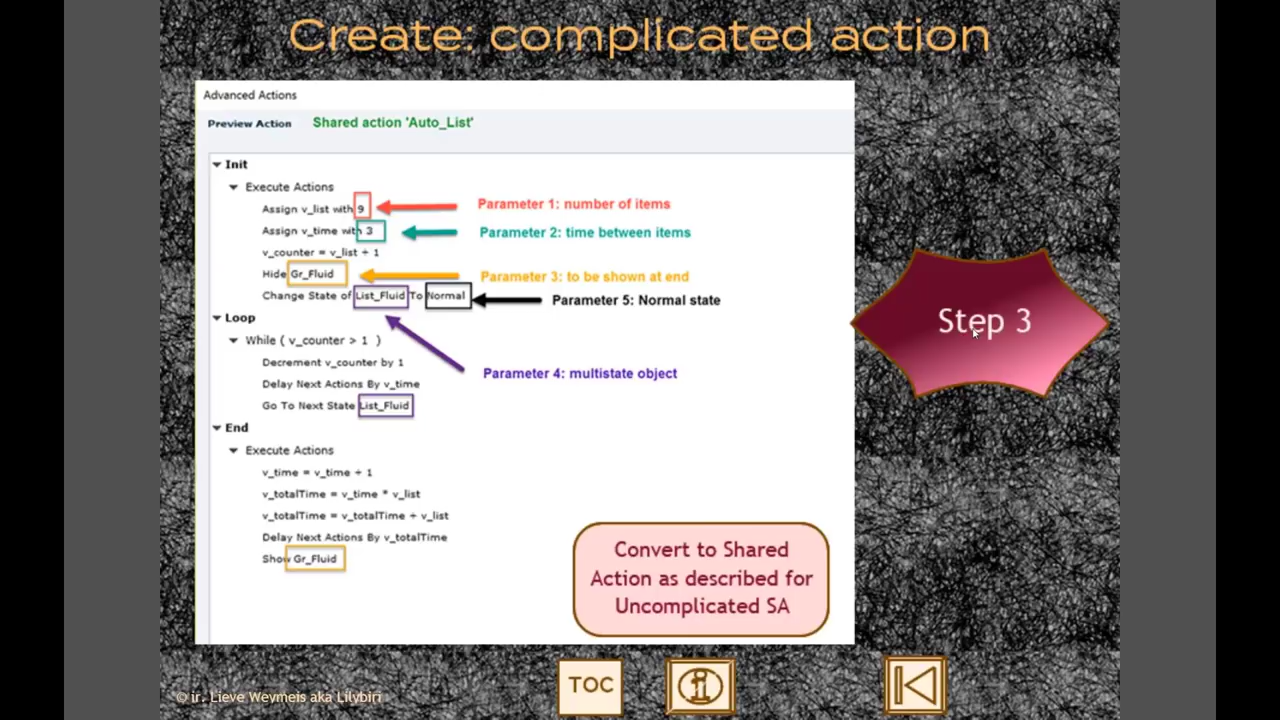 Create: complicated action
Advanced Actions
Preview Action Shared action 'Auto_List'
Init
Execute Actions
Assign v_list with 9 Parameter 1: number of items
Assign v_time with 3 Parameter 2: time between items
v_counter = v_list + 1
Hide Gr_Fluid Parameter 3: to be shown at end
Change State of List_Fluid To Normal Parameter 5: Normal state
Loop
While ( v_counter > 1 )
Decrement v_counter by 1
Parameter 4: multistate object
Delay Next Actions By v_time
Go To Next State List_Fluid
End
Execute Actions
v_time = v_time + 1
v_totalTime = v_time * v_list
v_totalTime = v_totalTime + v_list
Delay Next Actions By v_totalTime
Show Gr_Fluid
Convert to Shared
Action as described for
Uncomplicated SA
Step 3
TOC
© ir. Lieve Weymeis aka Lilybiri